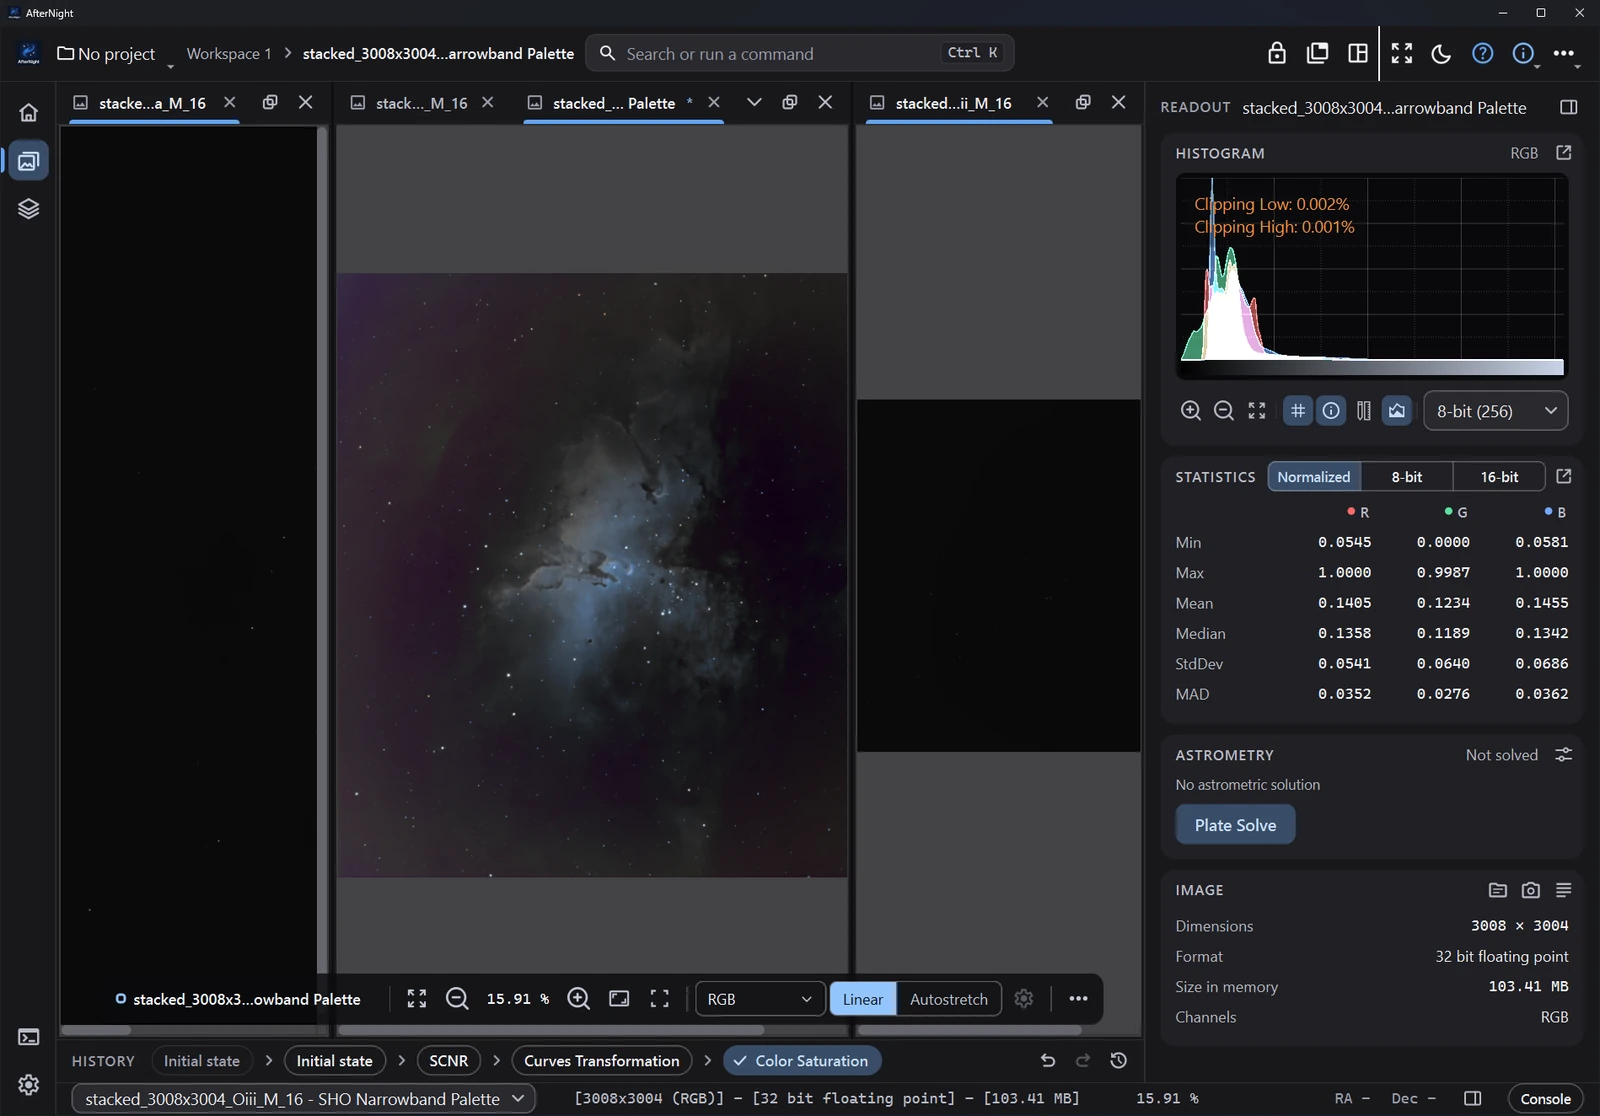 AfterNight
AfterNight
No project
Workspace 1 > stacked_3008x3004...arrowband Palette
Search or run a command
Ctrl K
stacke...a_M_16
stack..._M_16
stacked_... Palette *
stacked...ii_M_16
READOUT stacked_3008x3004...arrowband Palette
HISTOGRAM
RGB
Clipping Low: 0.002%
Clipping High: 0.001%
8-bit (256)
STATISTICS
Normalized
8-bit
16-bit
R G B
Min 0.0545 0.0000 0.0581
Max 1.0000 0.9987 1.0000
Mean 0.1405 0.1234 0.1455
Median 0.1358 0.1189 0.1342
StdDev 0.0541 0.0640 0.0686
MAD 0.0352 0.0276 0.0362
ASTROMETRY
Not solved
No astrometric solution
Plate Solve
IMAGE
Dimensions 3008 × 3004
Format 32 bit floating point
Size in memory 103.41 MB
Channels RGB
stacked_3008x3...owband Palette
15.91 %
RGB
Linear
Autostretch
HISTORY
Initial state > Initial state > SCNR > Curves Transformation > Color Saturation
stacked_3008x3004_Oiii_M_16 - SHO Narrowband Palette
[3008x3004 (RGB)] – [32 bit floating point] – [103.41 MB]
15.91 %
RA –
Dec –
Console